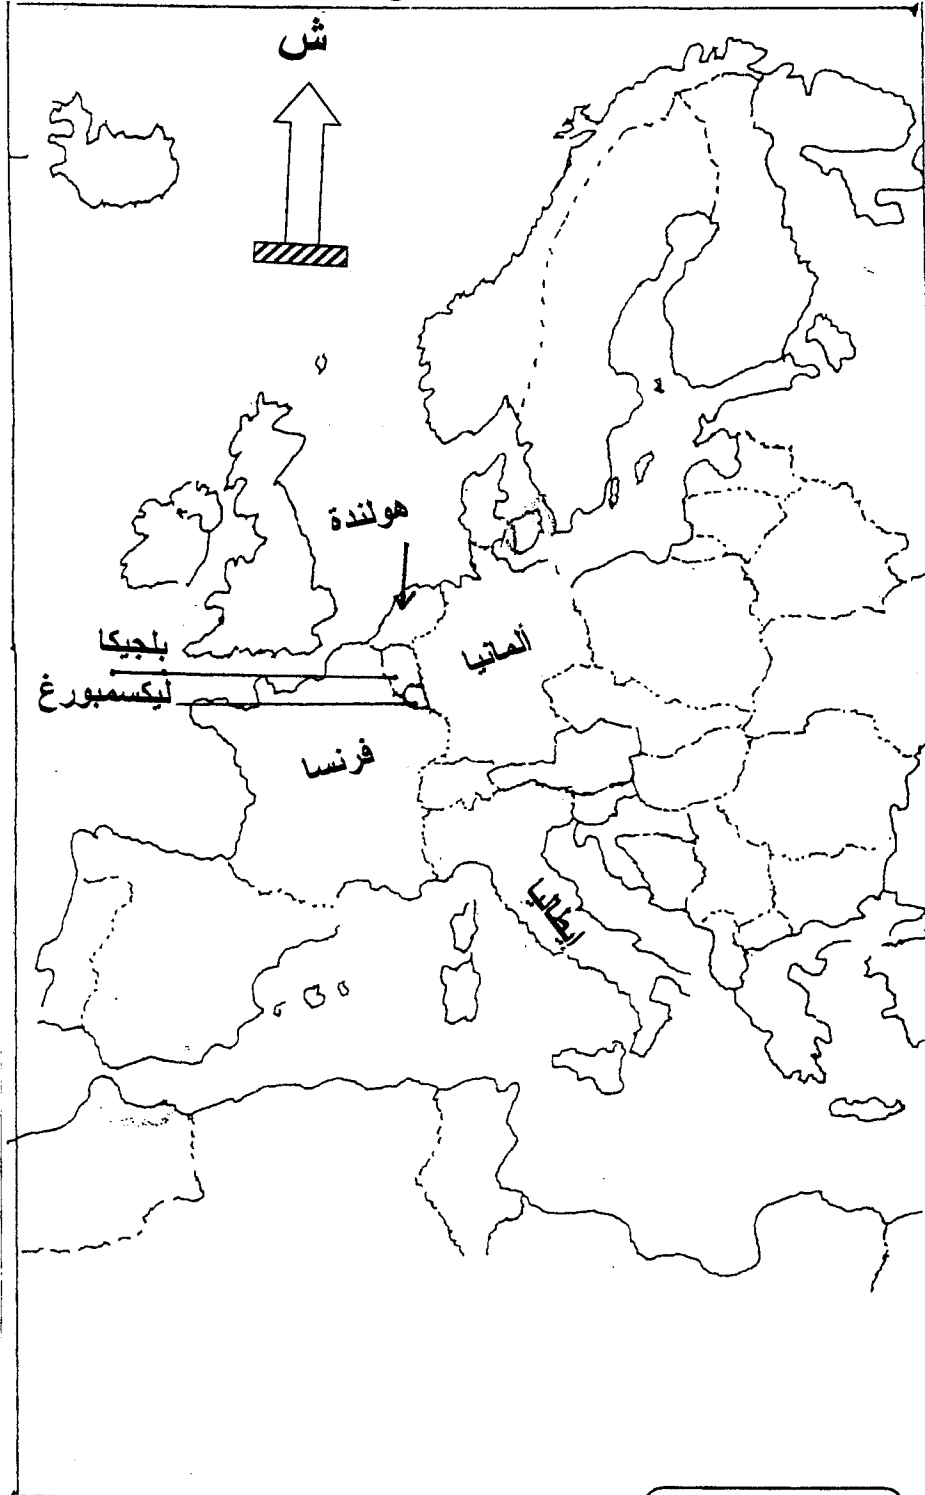 ش
هولندة
بلجيكا
ليكسمبورغ
ألمانيا
فرنسا
إيطاليا